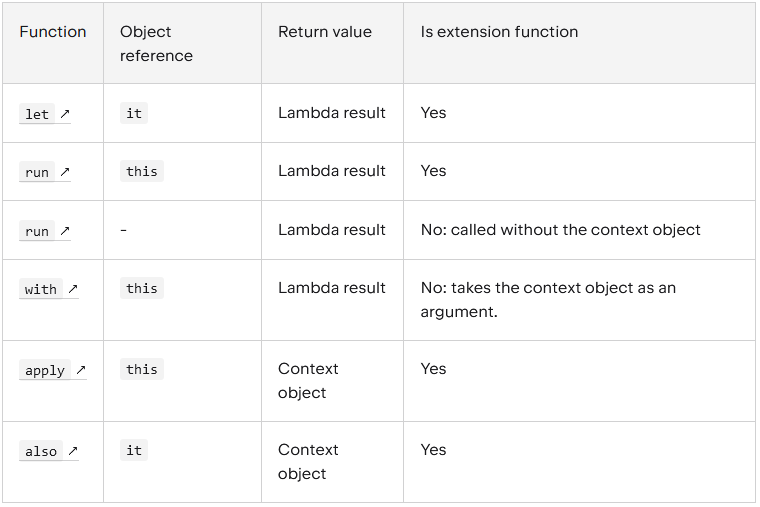 Function Object reference Return value Is extension function
let ↗ it Lambda result Yes
run ↗ this Lambda result Yes
run ↗ - Lambda result No: called without the context object
with ↗ this Lambda result No: takes the context object as an argument.
apply ↗ this Context object Yes
also ↗ it Context object Yes